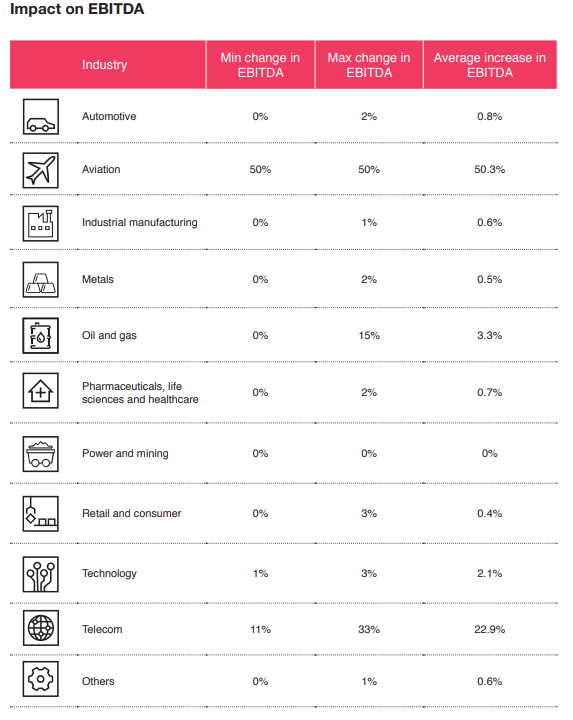 Impact on EBITDA
Industry
Min change in
EBITDA
Max change in
EBITDA
Average increase in
EBITDA
Automotive 0% 2% 0.8%
Aviation 50% 50% 50.3%
Industrial manufacturing 0% 1% 0.6%
Metals 0% 2% 0.5%
Oil and gas 0% 15% 3.3%
Pharmaceuticals, life
sciences and healthcare 0% 2% 0.7%
Power and mining 0% 0% 0%
Retail and consumer 0% 3% 0.4%
Technology 1% 3% 2.1%
Telecom 11% 33% 22.9%
Others 0% 1% 0.6%